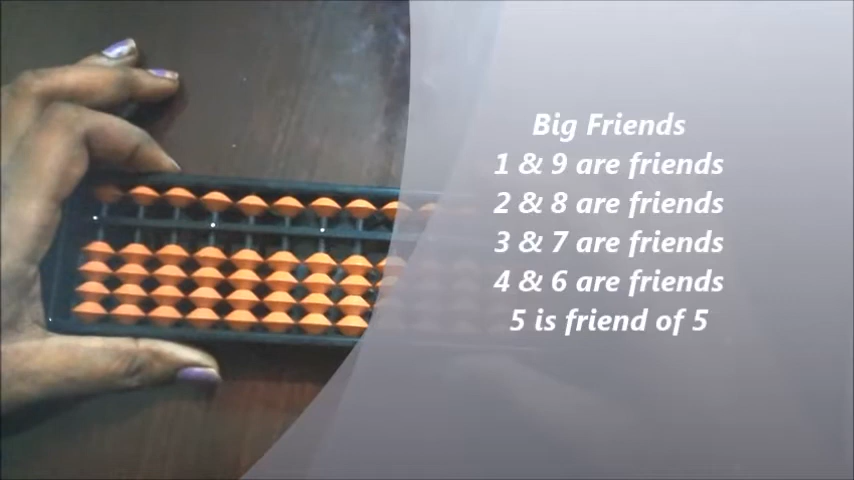 Big Friends
1 & 9 are friends
2 & 8 are friends
3 & 7 are friends
4 & 6 are friends
5 is friend of 5